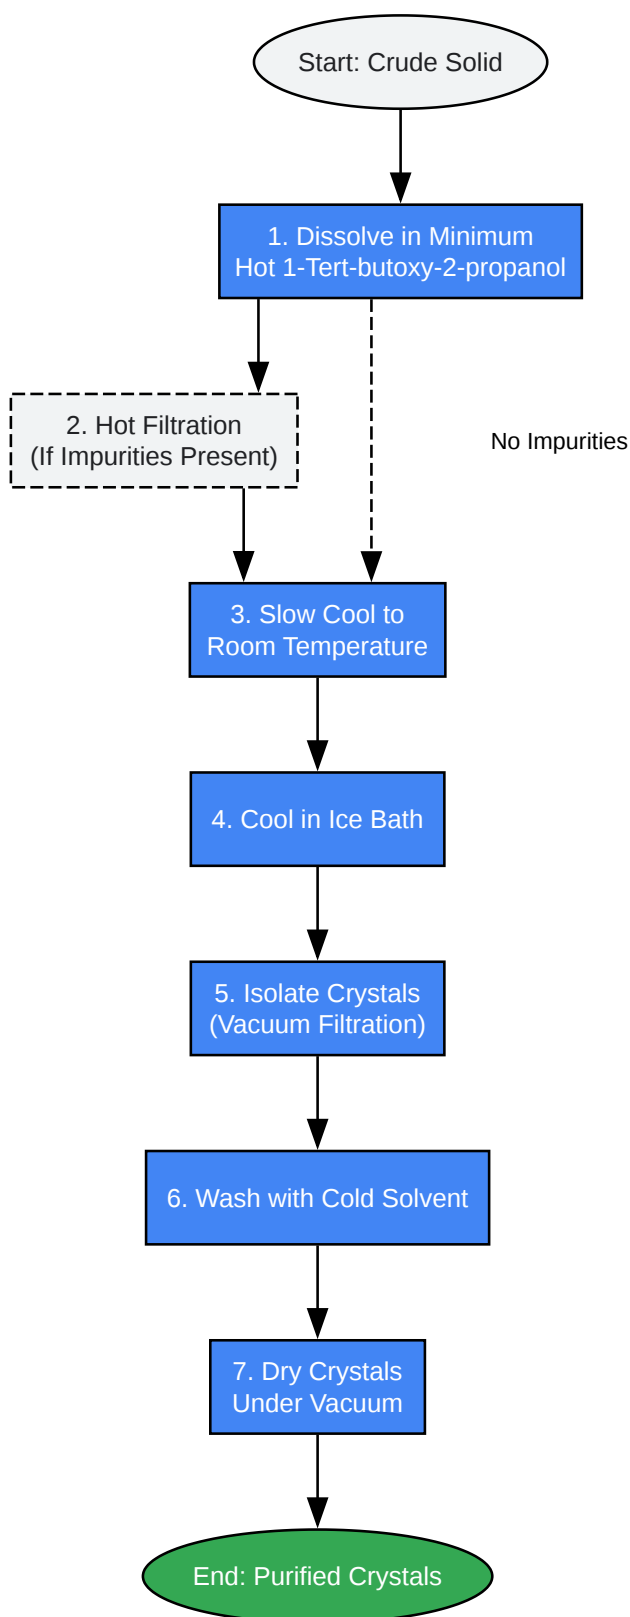 Start: Crude Solid
1. Dissolve in Minimum
Hot 1-Tert-butoxy-2-propanol
2. Hot Filtration
(If Impurities Present)
No Impurities
3. Slow Cool to
Room Temperature
4. Cool in Ice Bath
5. Isolate Crystals
(Vacuum Filtration)
6. Wash with Cold Solvent
7. Dry Crystals
Under Vacuum
End: Purified Crystals